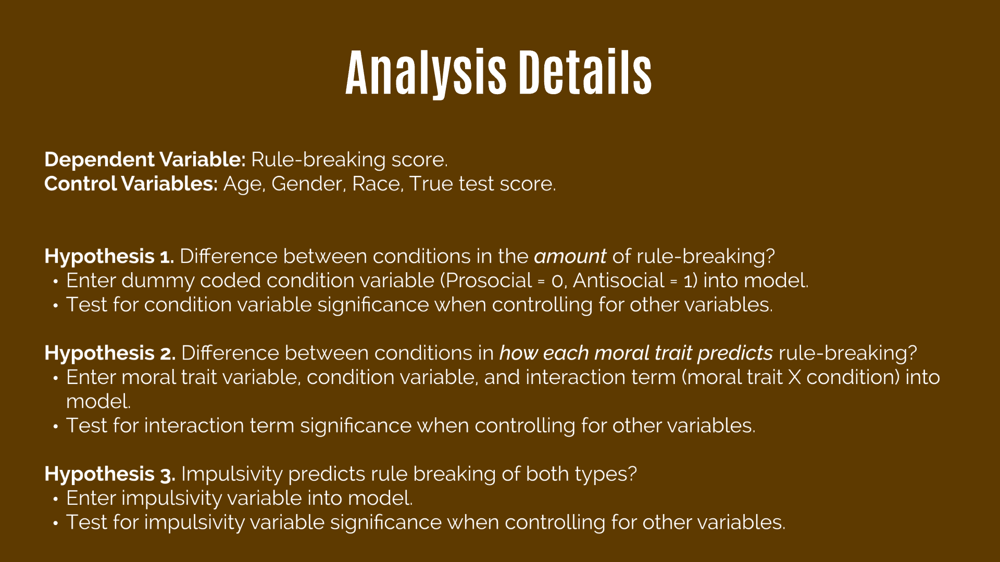 Analysis Details
Dependent Variable: Rule-breaking score.
Control Variables: Age, Gender, Race, True test score.
Hypothesis 1. Difference between conditions in the amount of rule-breaking?
• Enter dummy coded condition variable (Prosocial = 0, Antisocial = 1) into model.
• Test for condition variable significance when controlling for other variables.
Hypothesis 2. Difference between conditions in how each moral trait predicts rule-breaking?
• Enter moral trait variable, condition variable, and interaction term (moral trait X condition) into
model.
• Test for interaction term significance when controlling for other variables.
Hypothesis 3. Impulsivity predicts rule breaking of both types?
• Enter impulsivity variable into model.
• Test for impulsivity variable significance when controlling for other variables.